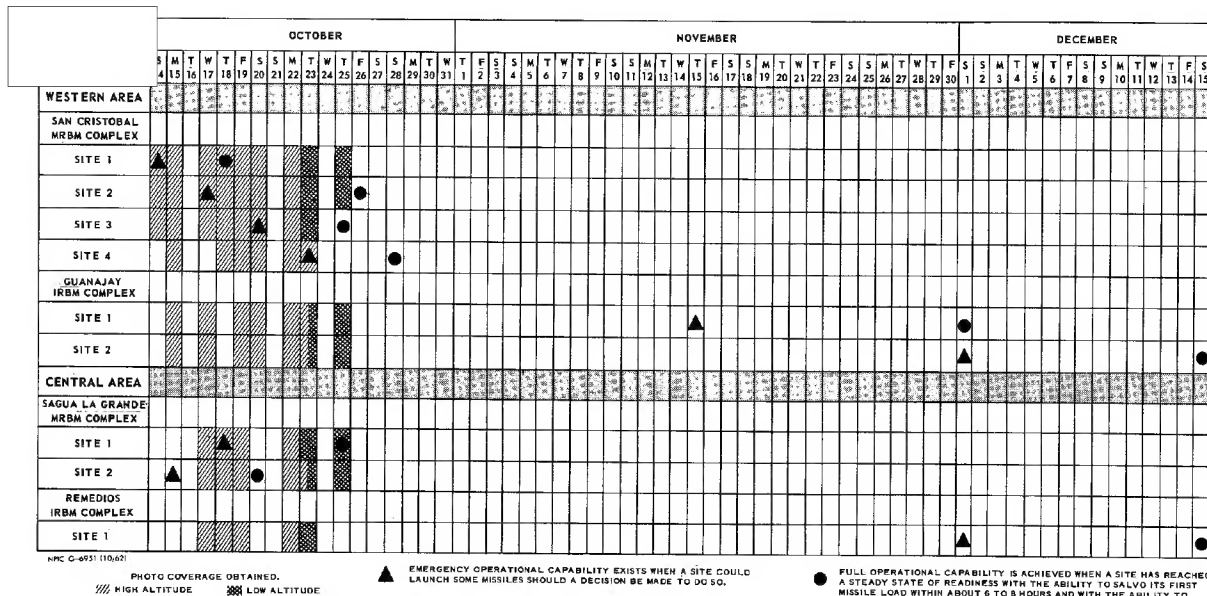 OCTOBER NOVEMBER DECEMBER
S M T W T F S S M T W T F S S M T W T F S S M T W T F S S M T W T F S S M T W T F S S M T W T F S S M T W T F S S M T W T F S
4 15 16 17 18 19 20 21 22 23 24 25 26 27 28 29 30 31 1 2 3 4 5 6 7 8 9 10 11 12 13 14 15 16 17 18 19 20 21 22 23 24 25 26 27 28 29 30 1 2 3 4 5 6 7 8 9 10 11 12 13 14 15
WESTERN AREA
SAN CRISTOBAL
MRBM COMPLEX
SITE 1
SITE 2
SITE 3
SITE 4
GUANAJAY
IRBM COMPLEX
SITE 1
SITE 2
CENTRAL AREA
SAGUA LA GRANDE
MRBM COMPLEX
SITE 1
SITE 2
REMEDIOS
IRBM COMPLEX
SITE 1
NPIC G-6951 (10/62)
PHOTO COVERAGE OBTAINED.
HIGH ALTITUDE LOW ALTITUDE
EMERGENCY OPERATIONAL CAPABILITY EXISTS WHEN A SITE COULD
LAUNCH SOME MISSILES SHOULD A DECISION BE MADE TO DO SO.
FULL OPERATIONAL CAPABILITY IS ACHIEVED WHEN A SITE HAS REACHED
A STEADY STATE OF READINESS WITH THE ABILITY TO SALVO ITS FIRST
MISSILE LOAD WITHIN ABOUT 6 TO 8 HOURS AND WITH THE ABILITY TO